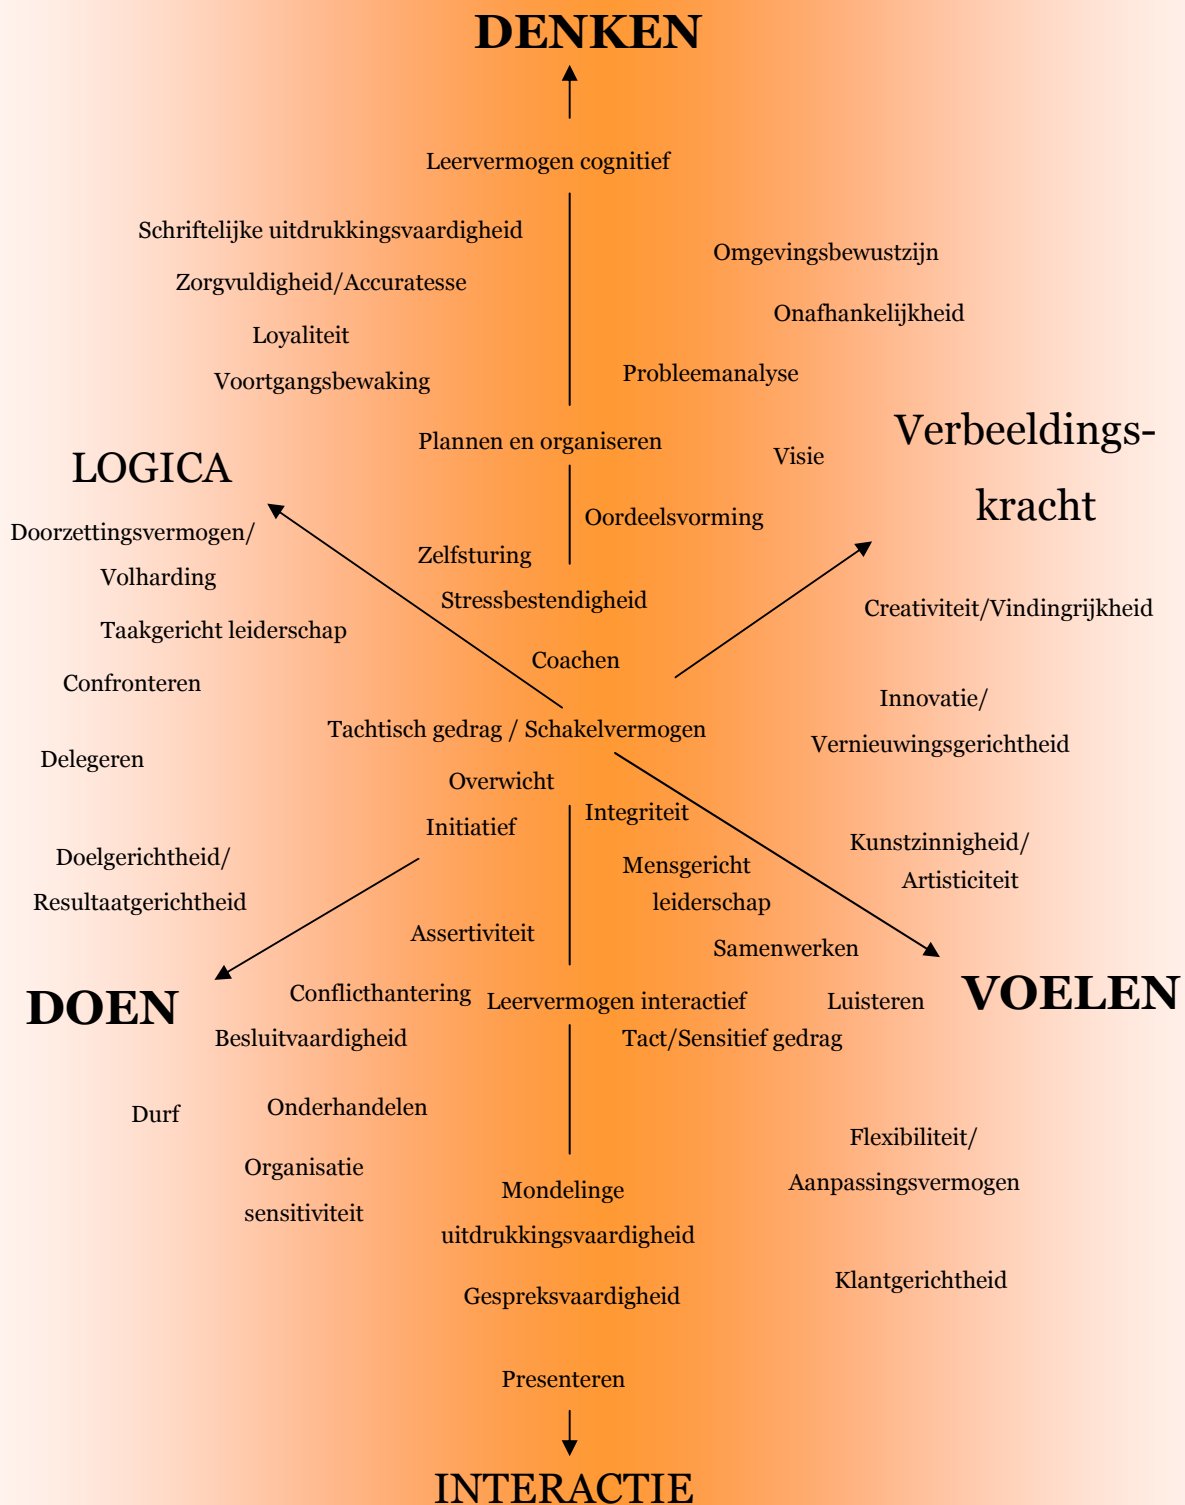 DENKEN
Leervermogen cognitief
Schriftelijke uitdrukkingsvaardigheid
Omgevingsbewustzijn
Zorgvuldigheid/Accuratesse
Onafhankelijkheid
Loyaliteit
Probleemanalyse
Voortgangsbewaking
Verbeeldings-
kracht
Plannen en organiseren
Visie
LOGICA
Oordeelsvorming
Doorzettingsvermogen/
Volharding
Zelfsturing
Stressbestendigheid
Creativiteit/Vindingrijkheid
Taakgericht leiderschap
Coachen
Confronteren
Innovatie/
Vernieuwingsgerichtheid
Tachtisch gedrag / Schakelvermogen
Delegeren
Overwicht
Integriteit
Initiatief
Kunstzinnigheid/
Artisticiteit
Doelgerichtheid/
Resultaatgerichtheid
Mensgericht
leiderschap
Assertiviteit
Samenwerken
DOEN
Conflicthantering
Leervermogen interactief
Luisteren
VOELEN
Besluitvaardigheid
Tact/Sensitief gedrag
Durf
Onderhandelen
Flexibiliteit/
Aanpassingsvermogen
Organisatie
sensitiviteit
Mondelinge
uitdrukkingsvaardigheid
Klantgerichtheid
Gespreksvaardigheid
Presenteren
INTERACTIE